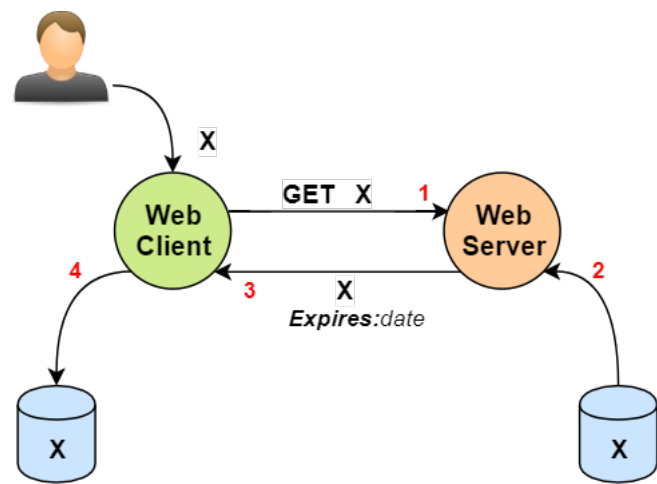 X
GET X
1
Web
Client
Web
Server
4
3
X
2
Expires:date
X
X